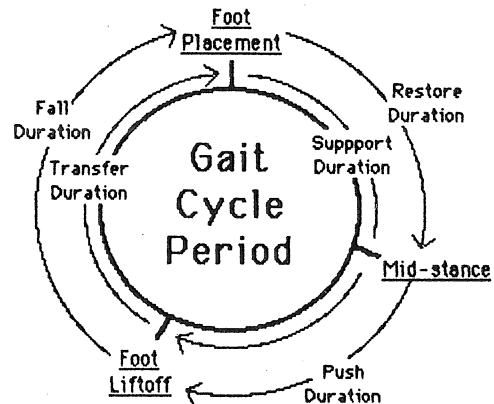 Foot
Placement
Restore
Duration
Fall
Duration
Suppport
Duration
Transfer
Duration
Gait
Cycle
Period
Mid-stance
Foot
Liftoff
Push
Duration